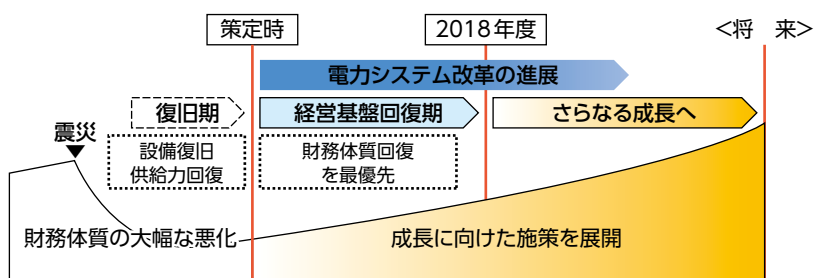 策定時
2018年度
<将　来>
電力システム改革の進展
復旧期
経営基盤回復期
さらなる成長へ
震災
設備復旧
供給力回復
財務体質回復
を最優先
財務体質の大幅な悪化
成長に向けた施策を展開